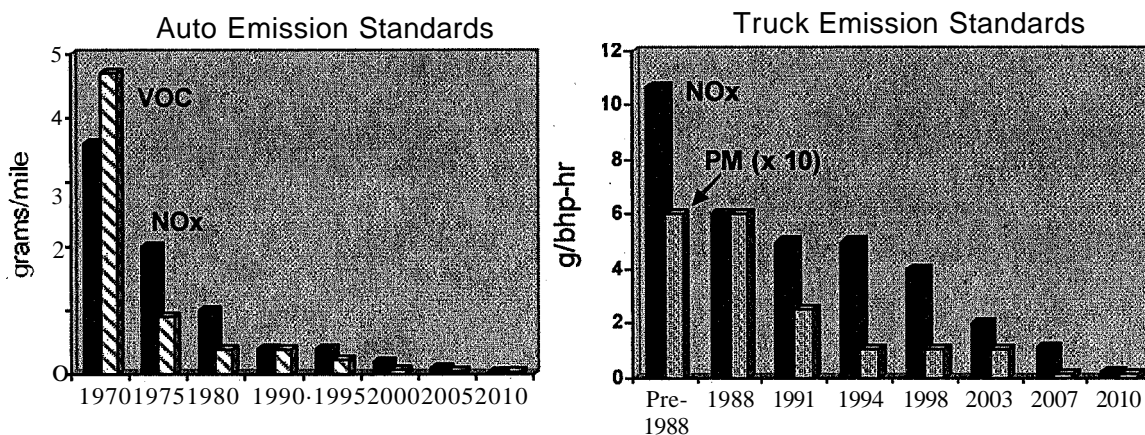 Auto Emission Standards
5
4
3
2
0
grams/mile
VOC
NOx
1970 1975 1980 1990 · 1995 2000 2005 2010
Truck Emission Standards
12
10
8
6
4
2
0
g/bhp-hr
NOx
PM (x 10)
Pre- 1988 1991 1994 1998 2003 2007 2010
1988